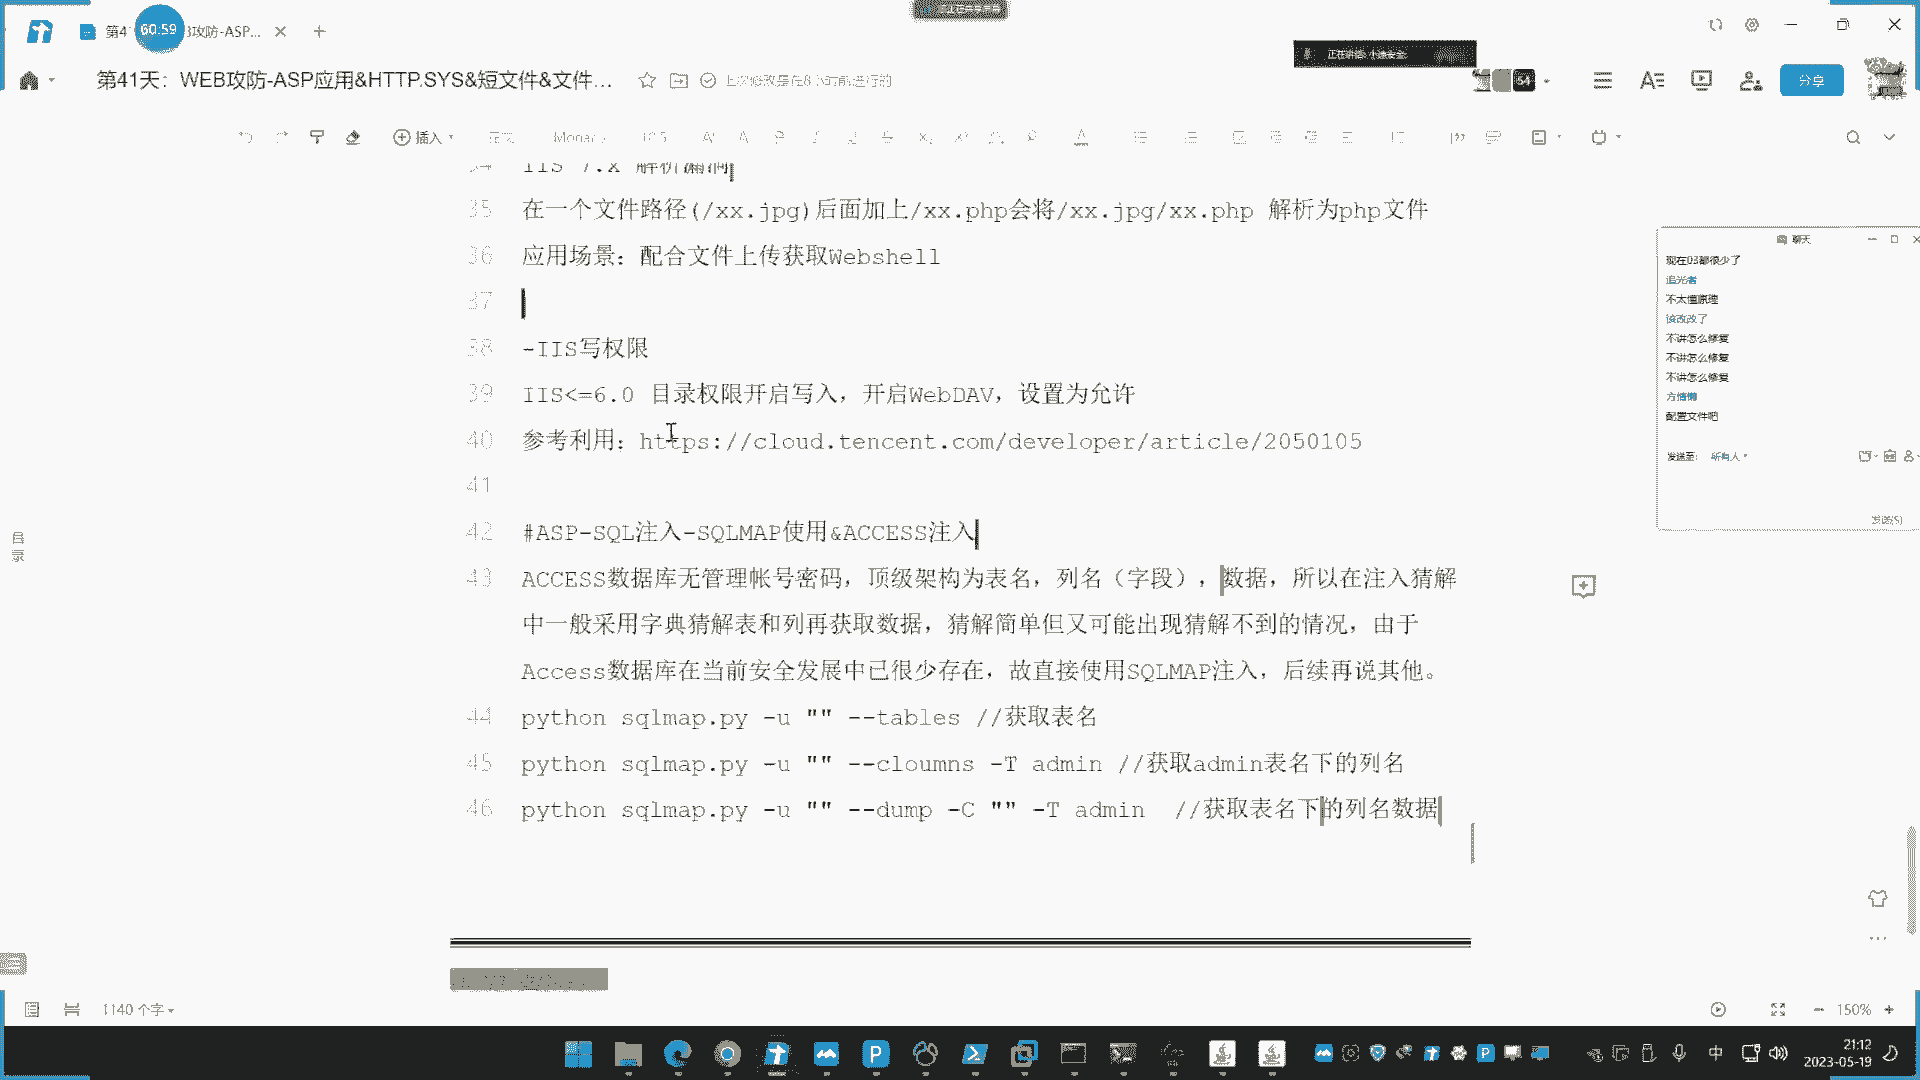 第4
60:59
3攻防-ASP...
第41天：WEB攻防-ASP应用&HTTP.SYS&短文件&文件...
54
分享
插入
IIS 7.X 解析漏洞
35 在一个文件路径(/xx.jpg)后面加上/xx.php会将/xx.jpg/xx.php 解析为php文件
36 应用场景：配合文件上传获取Webshell
37
38 -IIS写权限
39 IIS<=6.0 目录权限开启写入，开启WebDAV，设置为允许
40 参考利用：https://cloud.tencent.com/developer/article/2050105
41
42 #ASP-SQL注入-SQLMAP使用&ACCESS注入
43 ACCESS数据库无管理帐号密码，顶级架构为表名，列名（字段），数据，所以在注入猜解
中一般采用字典猜解表和列再获取数据，猜解简单但又可能出现猜解不到的情况，由于
Access数据库在当前安全发展中已很少存在，故直接使用SQLMAP注入，后续再说其他。
44 python sqlmap.py -u "" --tables //获取表名
45 python sqlmap.py -u "" --cloumns -T admin //获取admin表名下的列名
46 python sqlmap.py -u "" --dump -C "" -T admin //获取表名下的列名数据
聊天
现在03都很少了
追光者
不太懂原理
该改改了
不讲怎么修复
不讲怎么修复
不讲怎么修复
配置文件吧
发送至：所有人
发送(S)
目录
1140 个字
150%
中
21:12
2023-05-19